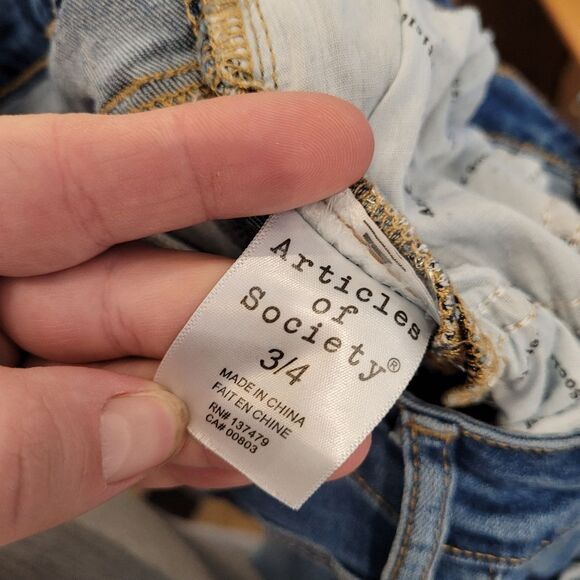 Articles
of
Society®
3/4
MADE IN CHINA
FAIT EN CHINE
RN# 137479
CA# 00803